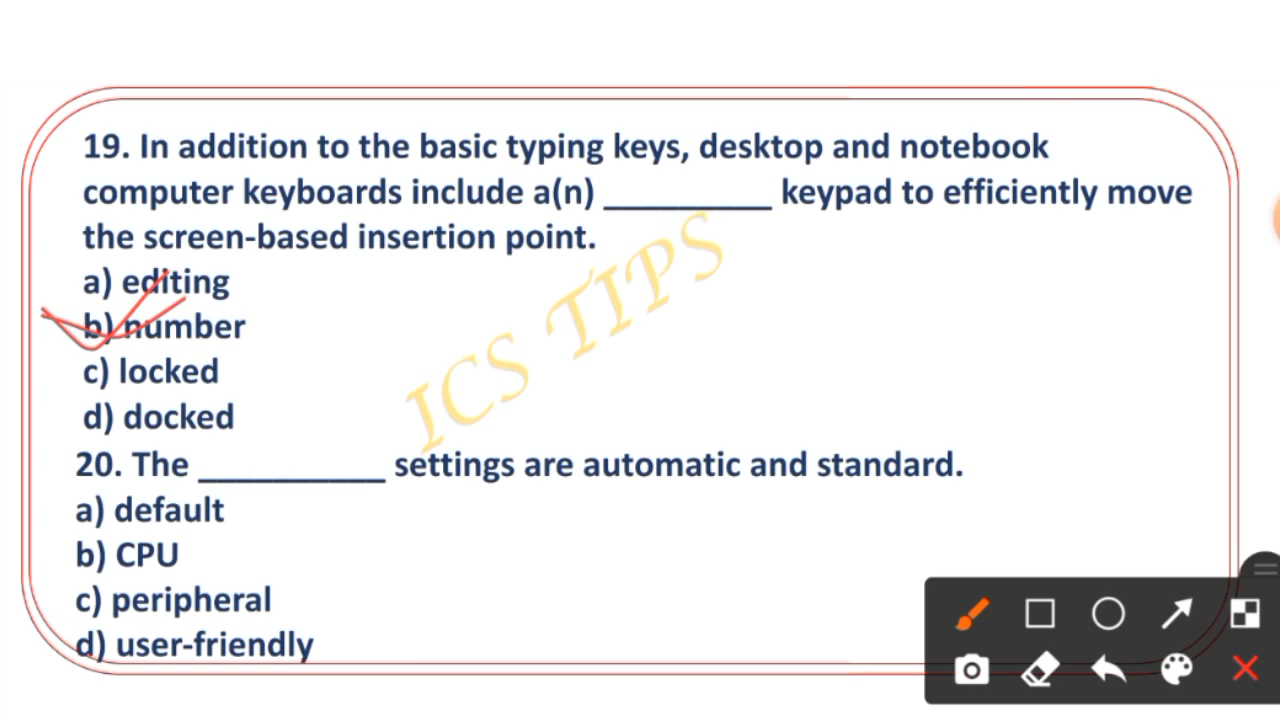 19. In addition to the basic typing keys, desktop and notebook
computer keyboards include a(n) _________ keypad to efficiently move
the screen-based insertion point.
a) editing
b) number
c) locked
d) docked
20. The __________ settings are automatic and standard.
a) default
b) CPU
c) peripheral
d) user-friendly
ICS TIPS